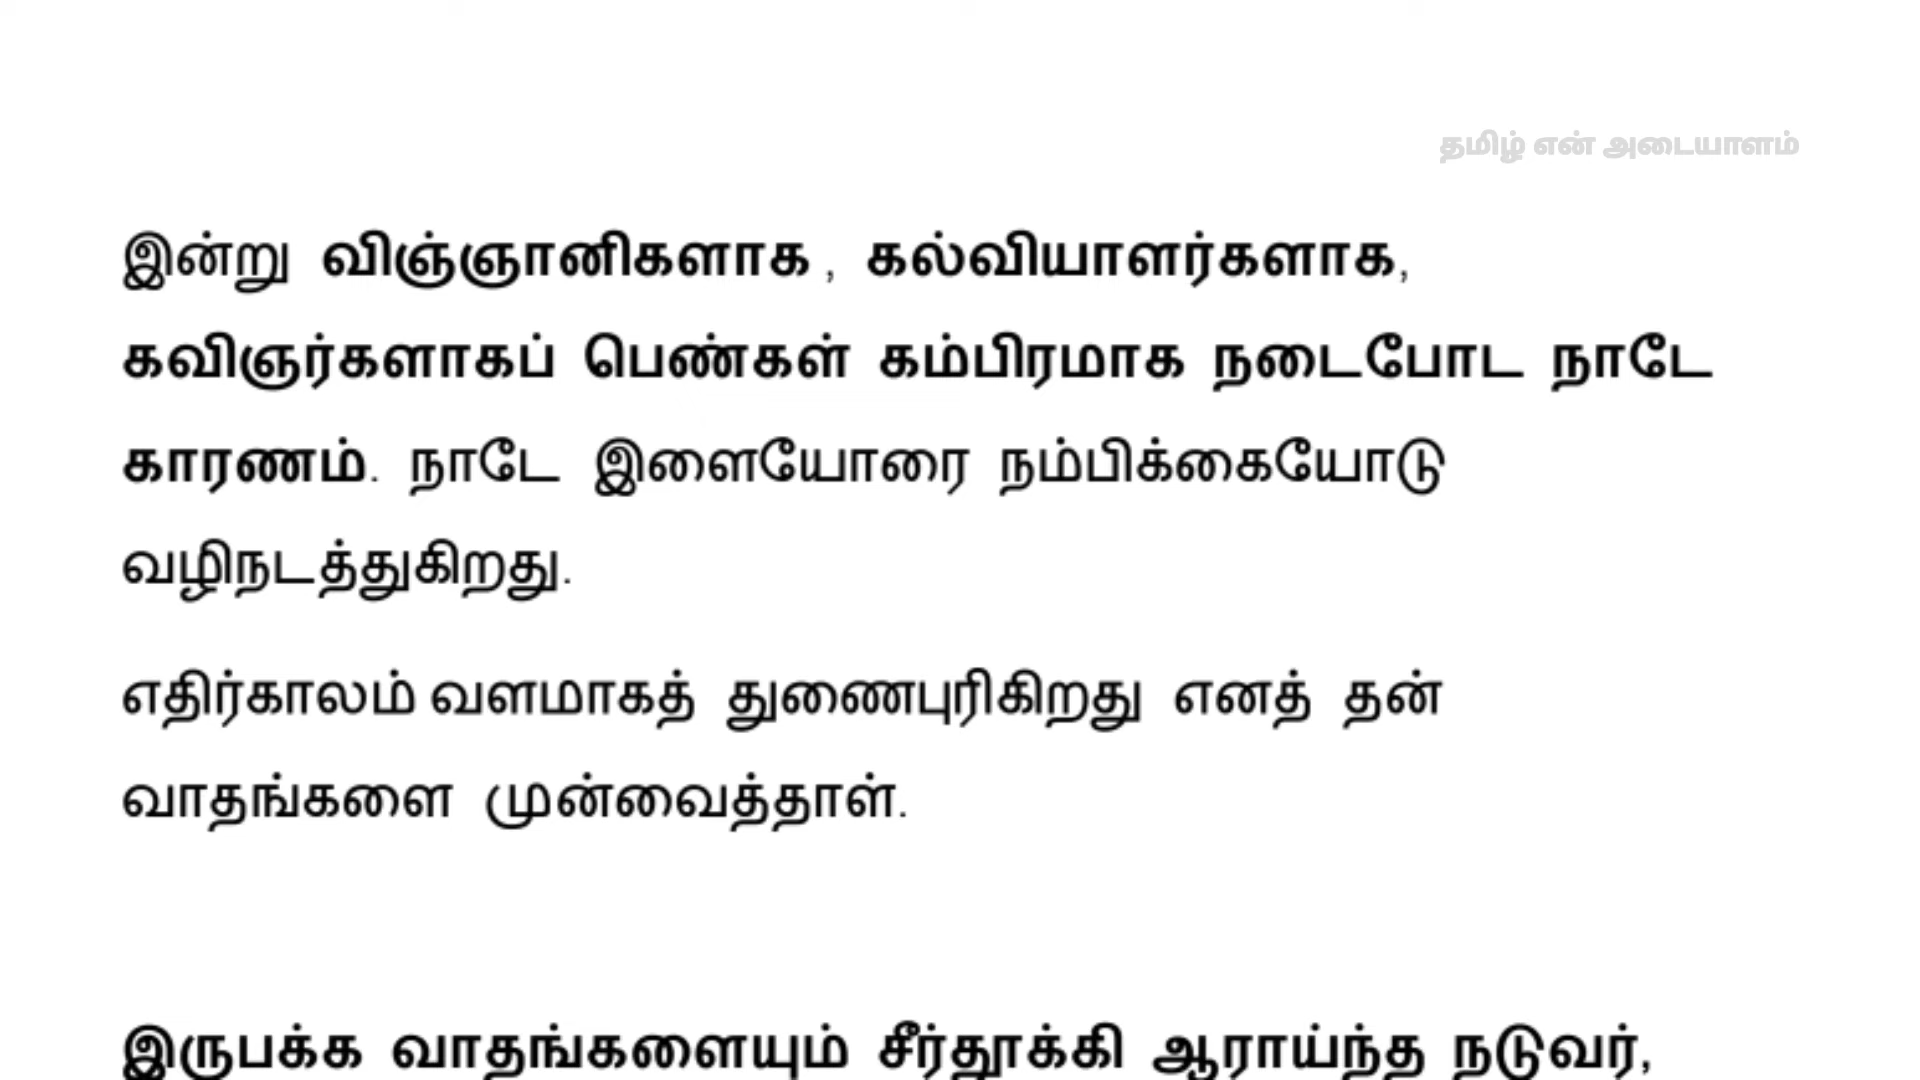 தமிழ் என் அடையாளம்
இன்று விஞ்ஞானிகளாக , கல்வியாளர்களாக,
கவிஞர்களாகப் பெண்கள் கம்பிரமாக நடைபோட நாடே
காரணம். நாடே இளையோரை நம்பிக்கையோடு
வழிநடத்துகிறது.
எதிர்காலம் வளமாகத் துணைபுரிகிறது எனத் தன்
வாதங்களை முன்வைத்தாள்.
இருபக்க வாதங்களையும் சீர்தூக்கி ஆராய்ந்த நடுவர்,